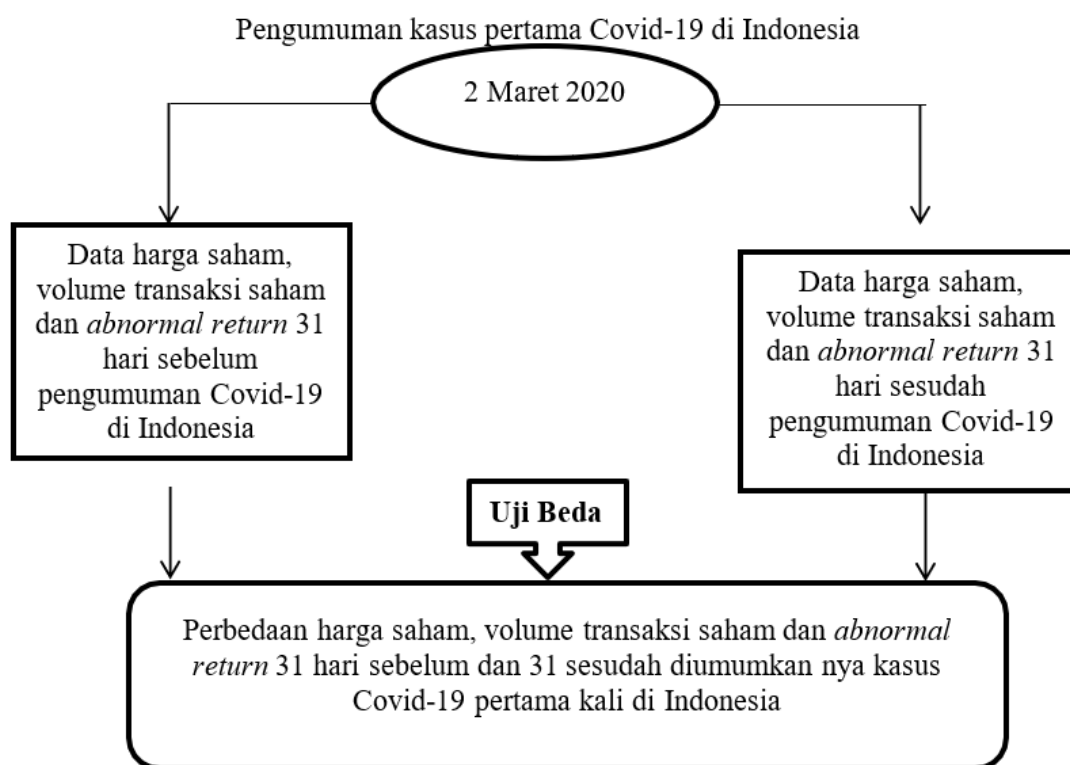 Pengumuman kasus pertama Covid-19 di Indonesia
2 Maret 2020
Data harga saham,
volume transaksi saham
dan abnormal return 31
hari sebelum
pengumuman Covid-19
di Indonesia
Data harga saham,
volume transaksi saham
dan abnormal return 31
hari sesudah
pengumuman Covid-19
di Indonesia
Uji Beda
Perbedaan harga saham, volume transaksi saham dan abnormal
return 31 hari sebelum dan 31 sesudah diumumkan nya kasus
Covid-19 pertama kali di Indonesia